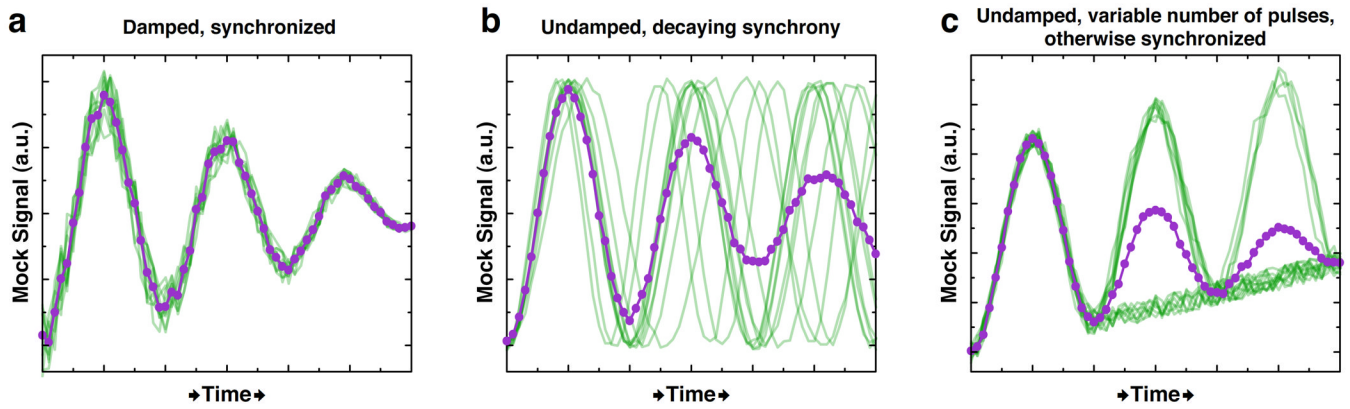 a
Damped, synchronized
Mock Signal (a.u.)
→Time→
b
Undamped, decaying synchrony
Mock Signal (a.u.)
→Time→
c
Undamped, variable number of pulses,
otherwise synchronized
Mock Signal (a.u.)
→Time→